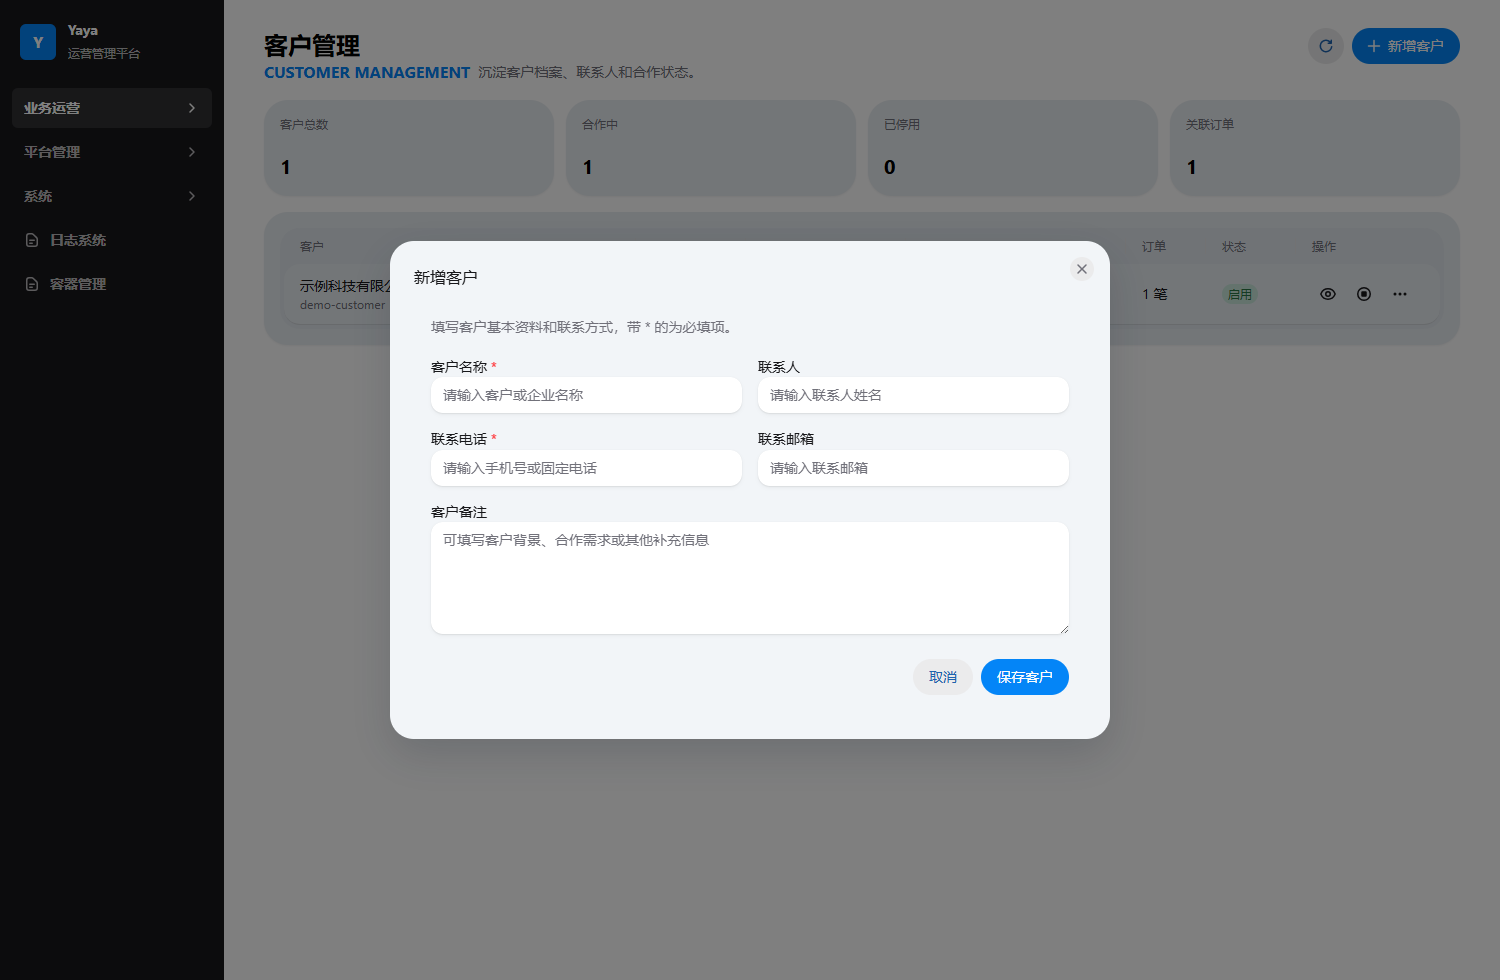 Y
Yaya
运营管理平台
业务运营
平台管理
系统
日志系统
容器管理
客户管理
CUSTOMER MANAGEMENT 沉淀客户档案、联系人和合作状态。
新增客户
客户总数
1
合作中
1
已停用
0
关联订单
1
客户
订单
状态
操作
示例科技有限公
demo-customer
1 笔
启用
新增客户
填写客户基本资料和联系方式，带 * 的为必填项。
客户名称 *
请输入客户或企业名称
联系人
请输入联系人姓名
联系电话 *
请输入手机号或固定电话
联系邮箱
请输入联系邮箱
客户备注
可填写客户背景、合作需求或其他补充信息
取消
保存客户